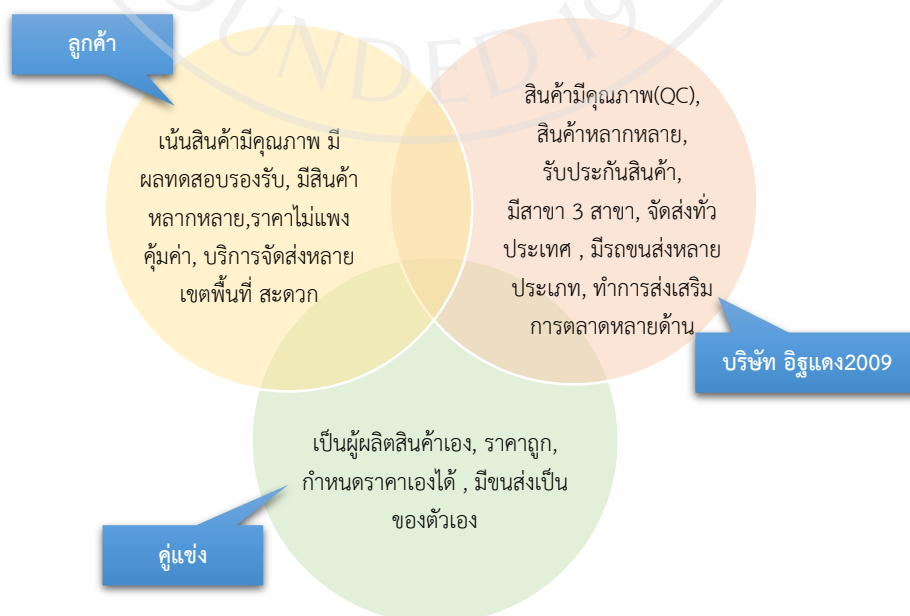 UNDED 19
ลูกค้า
เน้นสินค้ามีคุณภาพ มี
ผลทดสอบรองรับ, มีสินค้า
หลากหลาย,ราคาไม่แพง
คุ้มค่า, บริการจัดส่งหลาย
เขตพื้นที่ สะดวก
สินค้ามีคุณภาพ(QC),
สินค้าหลากหลาย,
รับประกันสินค้า,
มีสาขา 3 สาขา, จัดส่งทั่ว
ประเทศ , มีรถขนส่งหลาย
ประเภท, ทำการส่งเสริม
การตลาดหลายด้าน
บริษัท อิฐแดง2009
เป็นผู้ผลิตสินค้าเอง, ราคาถูก,
กำหนดราคาเองได้ , มีขนส่งเป็น
ของตัวเอง
คู่แข่ง